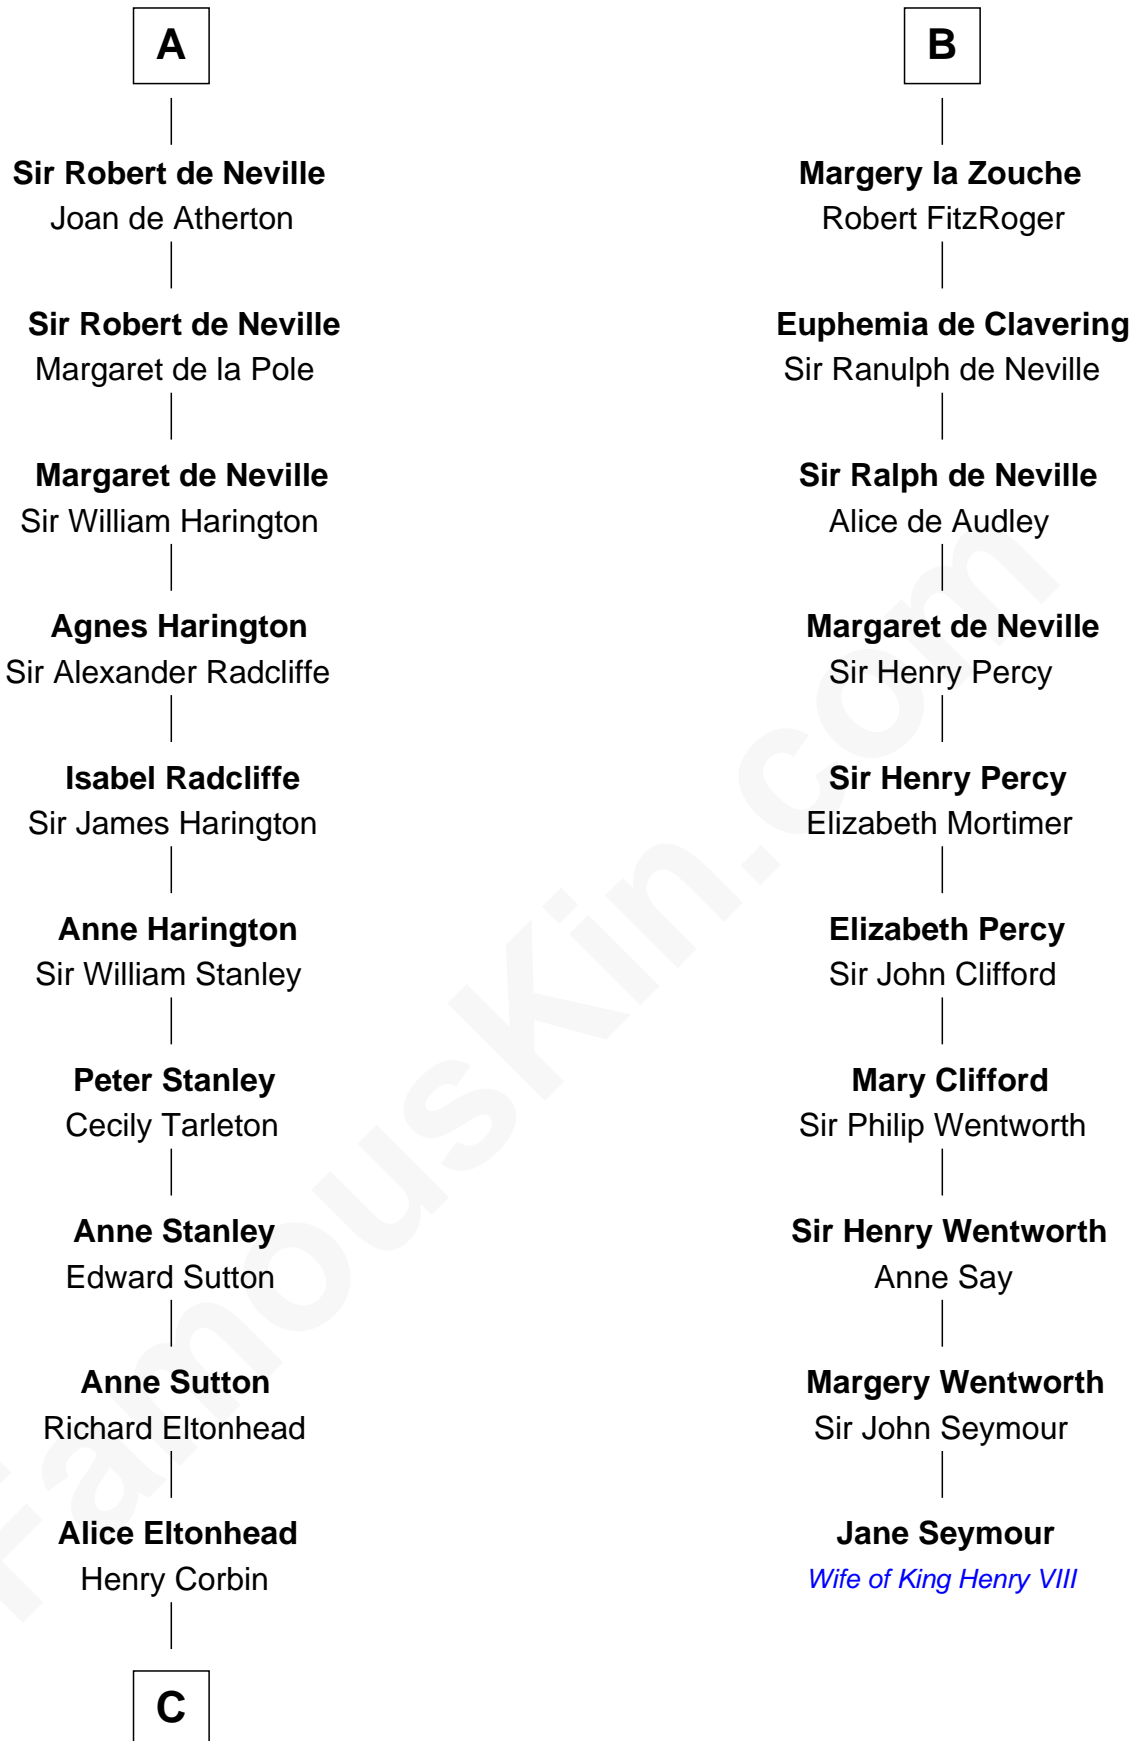 A
Sir Robert de Neville
Joan de Atherton
Sir Robert de Neville
Margaret de la Pole
Margaret de Neville
Sir William Harington
Agnes Harington
Sir Alexander Radcliffe
Isabel Radcliffe
Sir James Harington
Anne Harington
Sir William Stanley
Peter Stanley
Cecily Tarleton
Anne Stanley
Edward Sutton
Anne Sutton
Richard Eltonhead
Alice Eltonhead
Henry Corbin
C
B
Margery la Zouche
Robert FitzRoger
Euphemia de Clavering
Sir Ranulph de Neville
Sir Ralph de Neville
Alice de Audley
Margaret de Neville
Sir Henry Percy
Sir Henry Percy
Elizabeth Mortimer
Elizabeth Percy
Sir John Clifford
Mary Clifford
Sir Philip Wentworth
Sir Henry Wentworth
Anne Say
Margery Wentworth
Sir John Seymour
Jane Seymour
Wife of King Henry VIII
FamousKin.com